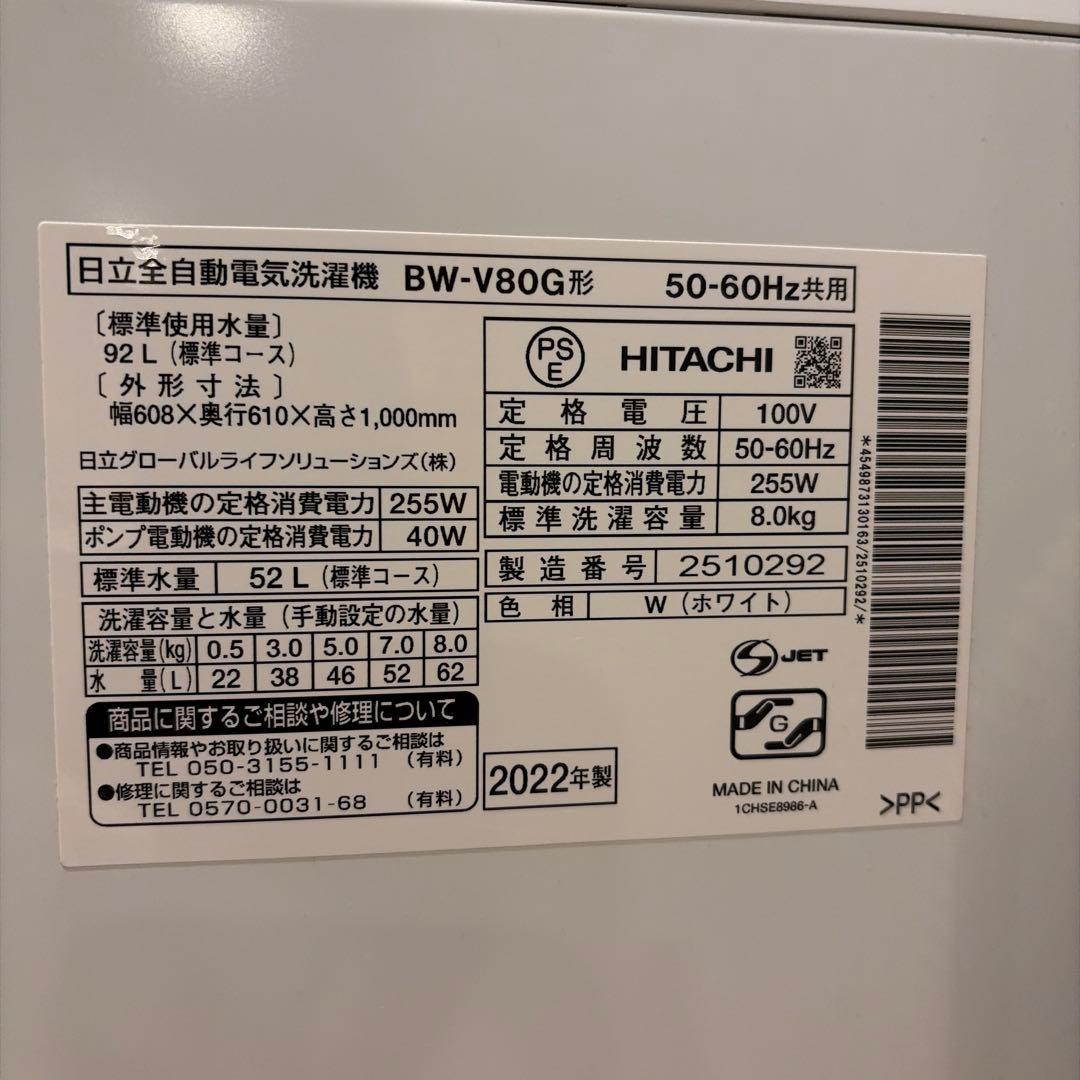 日立全自動電気洗濯機 BW-V80G形 50-60Hz共用
〔標準使用水量〕
92 L (標準コース)
〔外形寸法〕
幅608×奥行610×高さ1,000mm
日立グローバルライフソリューションズ(株)
主電動機の定格消費電力 255W
ポンプ電動機の定格消費電力 40W
標準水量 52 L (標準コース)
洗濯容量と水量 (手動設定の水量)
洗濯容量(kg) 0.5 3.0 5.0 7.0 8.0
水量(L) 22 38 46 52 62
商品に関するご相談や修理について
●商品情報やお取り扱いに関するご相談は
TEL 050-3155-1111 (有料)
●修理に関するご相談は
TEL 0570-0031-68 (有料)
PS
E
HITACHI
定格電圧 100V
定格周波数 50-60Hz
電動機の定格消費電力 255W
標準洗濯容量 8.0kg
製造番号 2510292
色相 W (ホワイト)
S JET
G
2022年製
MADE IN CHINA
1CHSE8986-A
>PP<
*4549873130163/2510292/*